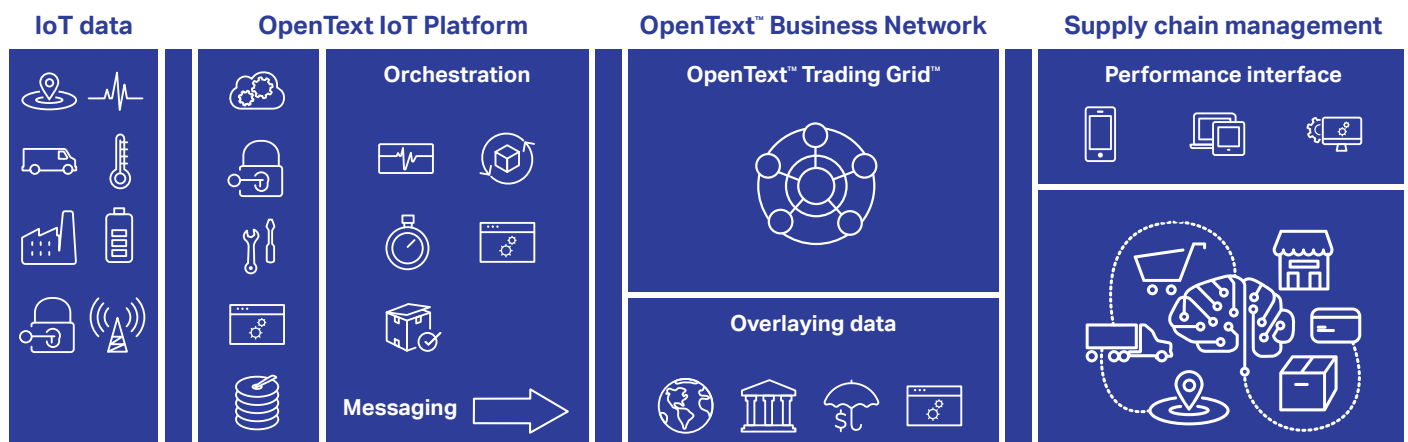 IoT data
OpenText IoT Platform
OpenText™ Business Network
Supply chain management
Orchestration
OpenText™ Trading Grid™
Performance interface
Overlaying data
$
Messaging